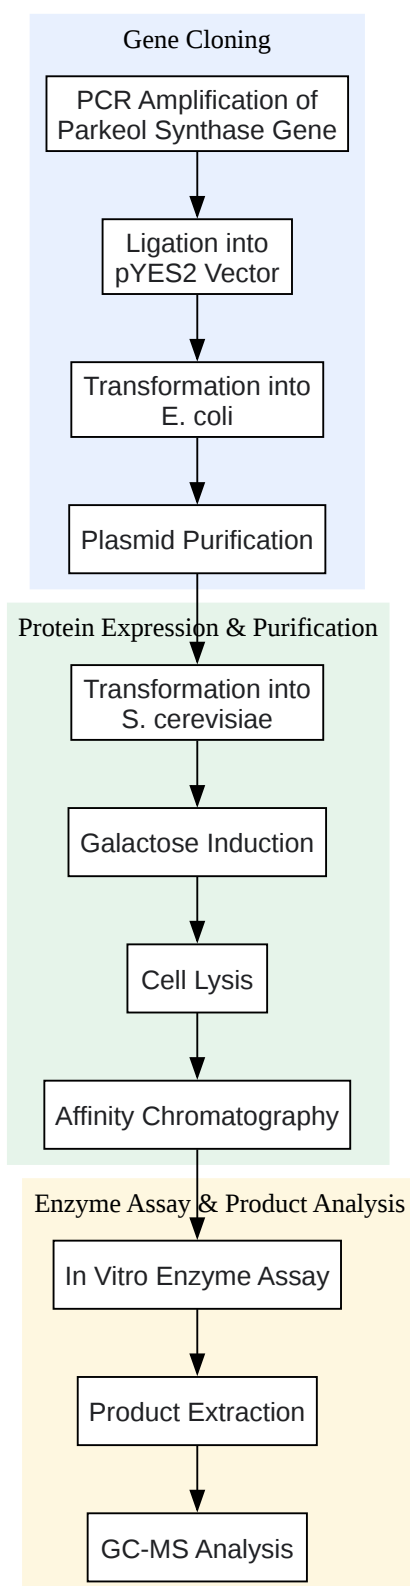 Gene Cloning
PCR Amplification of
Parkeol Synthase Gene
Ligation into
pYES2 Vector
Transformation into
E. coli
Plasmid Purification
Protein Expression & Purification
Transformation into
S. cerevisiae
Galactose Induction
Cell Lysis
Affinity Chromatography
Enzyme Assay & Product Analysis
In Vitro Enzyme Assay
Product Extraction
GC-MS Analysis